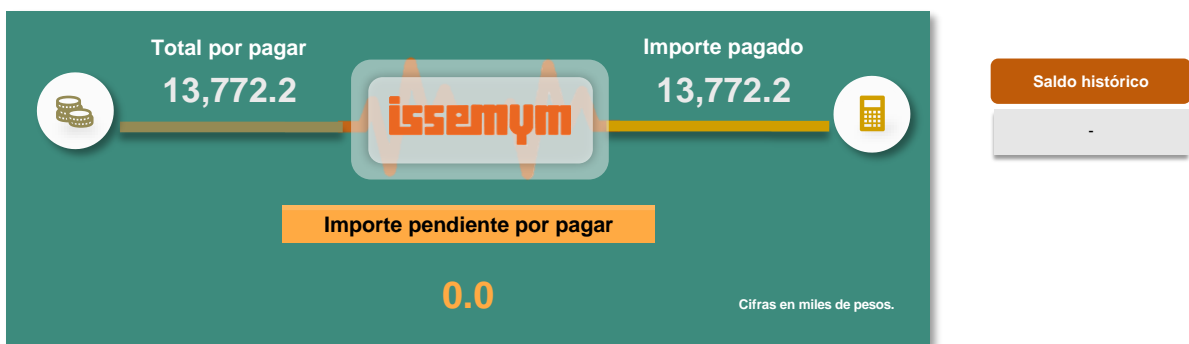 Total por pagar
13,772.2
issemym
Importe pagado
13,772.2
Importe pendiente por pagar
0.0
Cifras en miles de pesos.
Saldo histórico
-